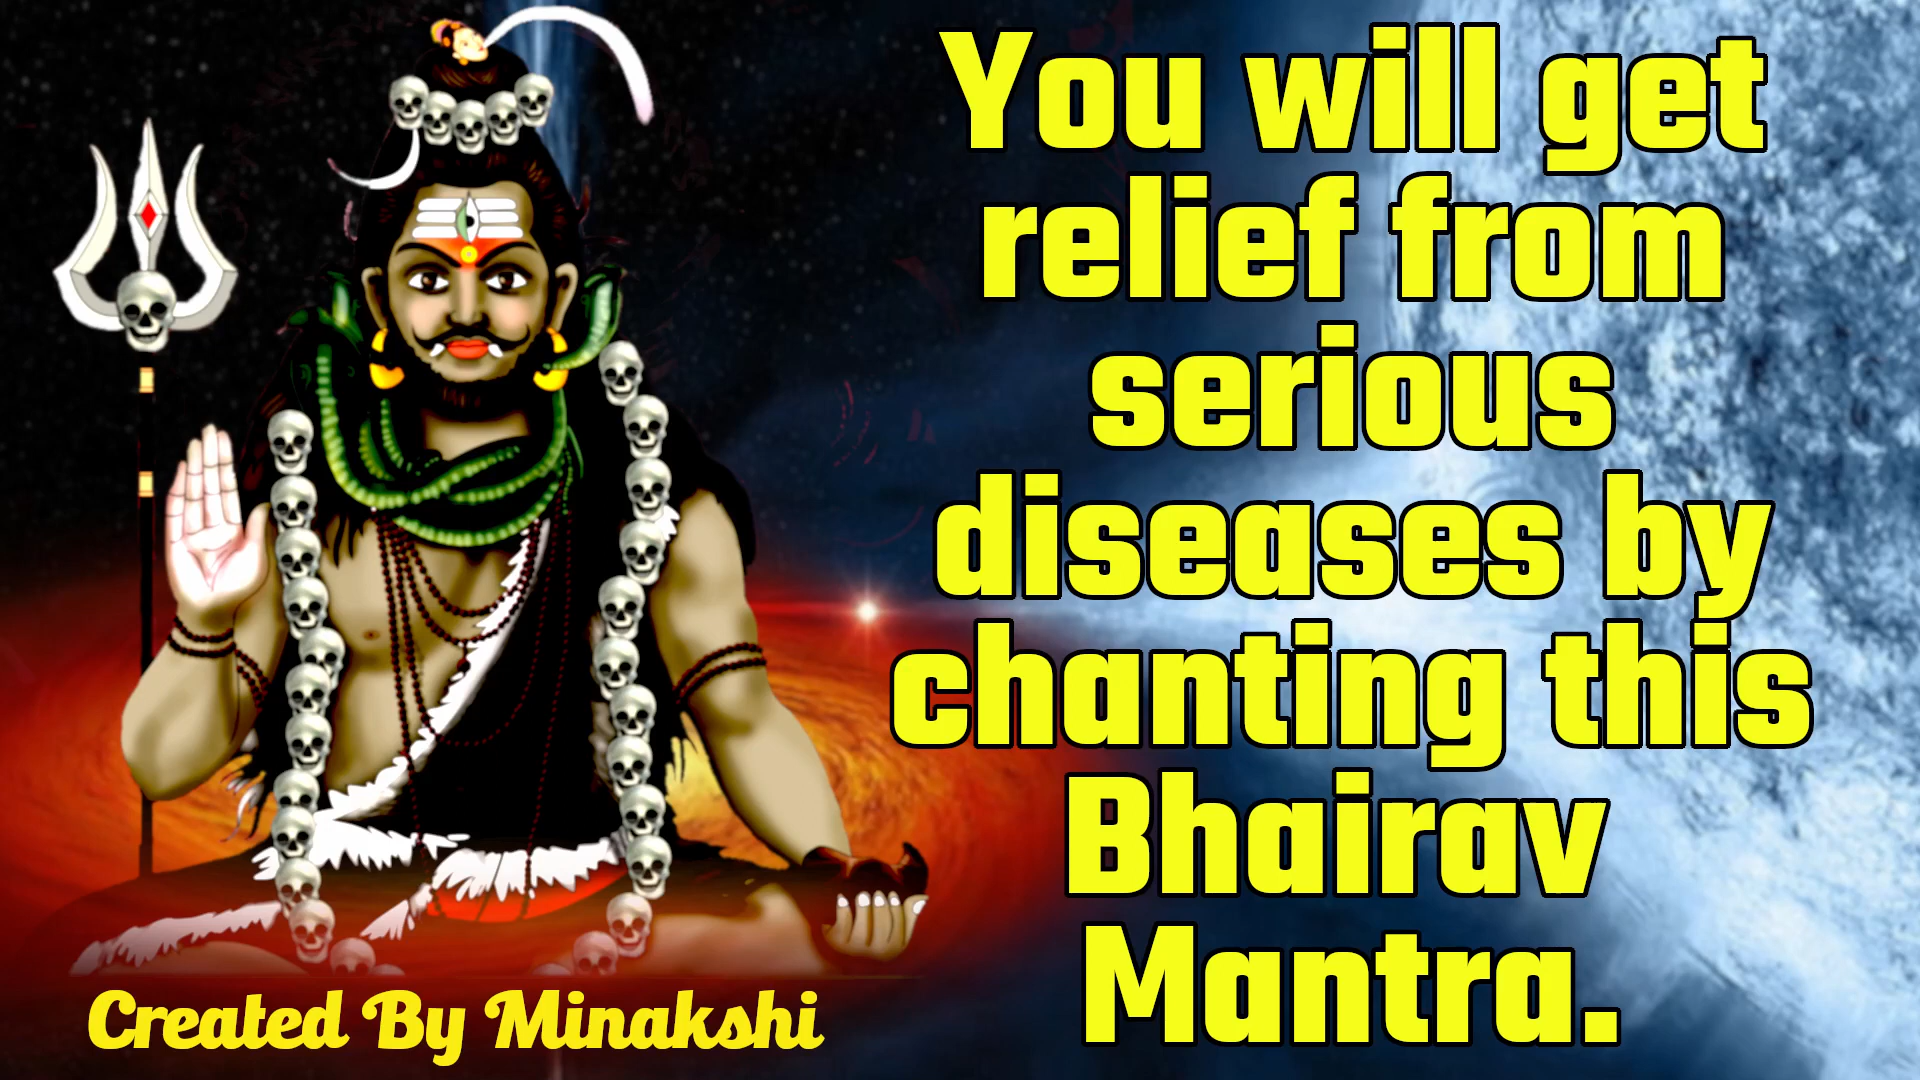 You will get
relief from
serious
diseases by
chanting this
Bhairav
Mantra.
Created By Minakshi